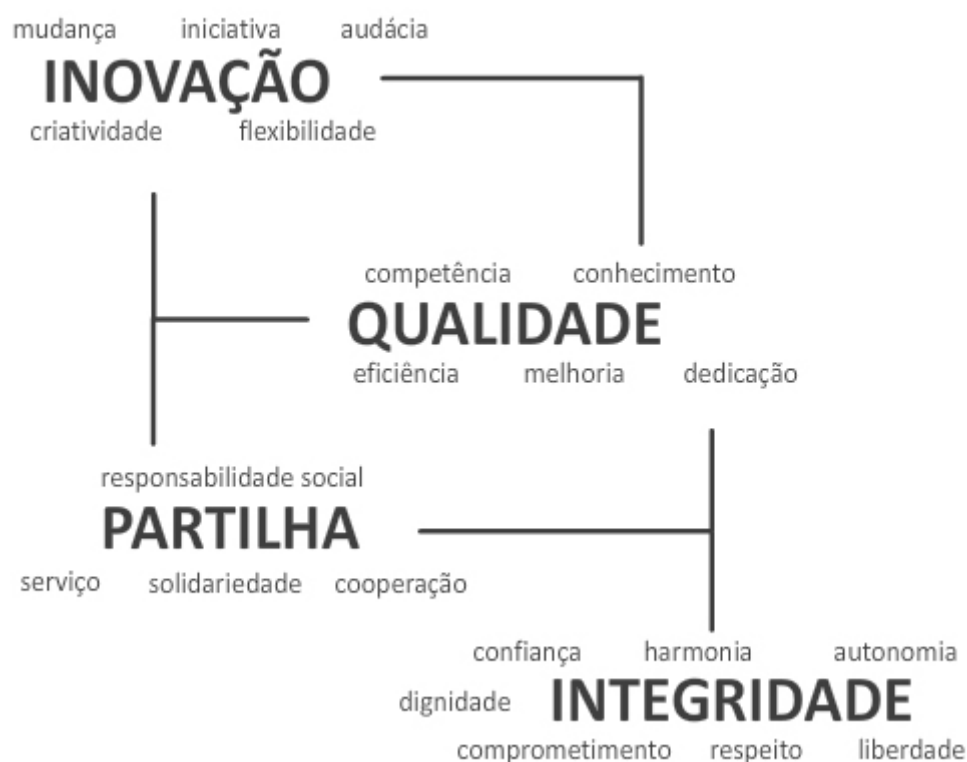 mudança iniciativa audácia
INOVAÇÃO
criatividade flexibilidade
competência conhecimento
QUALIDADE
eficiência melhoria dedicação
responsabilidade social
PARTILHA
serviço solidariedade cooperação
confiança harmonia autonomia
dignidade INTEGRIDADE
comprometimento respeito liberdade